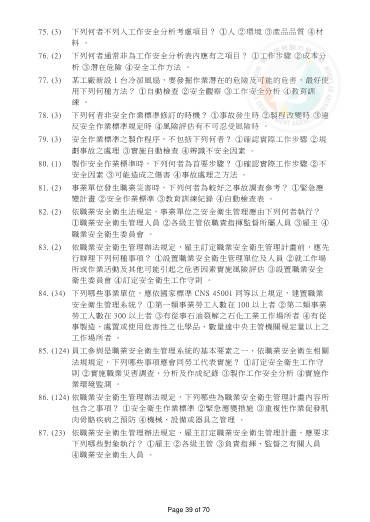 75. (3) 下列何者不列入工作安全分析考慮項目? ①人 ②環境 ③產品品質 ④材
料 。
76. (2) 下列何者通常非為工作安全分析表內應有之項目? ①工作步驟 ②成本分
析 ③潛在危險 ④安全工作方法 。
77. (3) 某工廠新設 1 台冷卻風扇,要發掘作業潛在的危險及可能的危害,最好使
用下列何種方法? ①自動檢查 ②安全觀察 ③工作安全分析 ④教育訓
練 。
78. (3) 下列何者非安全作業標準修訂的時機? ①事故發生時 ②製程改變時 ③違
反安全作業標準規定時 ④風險評估有不可忍受風險時 。
79. (3) 安全作業標準之製作程序,不包括下列何者? ①確認實際工作步驟 ②規
劃事故之處理 ③實施自動檢查 ④辨識不安全因素 。
80. (1) 製作安全作業標準時,下列何者為首要步驟? ①確認實際工作步驟 ②不
安全因素 ③可能造成之傷害 ④事故處理之方法 。
81. (2) 事業單位發生職業災害時,下列何者為較好之事故調查參考? ①緊急應
變計畫 ②安全作業標準 ③教育訓練紀錄 ④自動檢查表 。
82. (2) 依職業安全衛生法規定,事業單位之安全衛生管理應由下列何者執行?
①職業安全衛生管理人員 ②各級主管依職責指揮監督所屬人員 ③雇主 ④
職業安全衛生委員會 。
83. (2) 依職業安全衛生管理辦法規定,雇主訂定職業安全衛生管理計畫前,應先
行辦理下列何種事項? ①設置職業安全衛生管理單位及人員 ②就工作場
所或作業活動及其他可能引起之危害因素實施風險評估 ③設置職業安全
衛生委員會 ④訂定安全衛生工作守則 。
84. (34) 下列哪些事業單位,應依國家標準 CNS 45001 同等以上規定,建置職業
安全衛生管理系統? ①第一類事業勞工人數在 100 以上者 ②第二類事業
勞工人數在 300 以上者 ③有從事石油裂解之石化工業工作場所者 ④有從
事製造、處置或使用危害性之化學品,數量達中央主管機關規定量以上之
工作場所者 。
85. (124) 員工參與是職業安全衛生管理系統的基本要素之一,依職業安全衛生相關
法規規定,下列哪些事項應會同勞工代表實施? ①訂定安全衛生工作守
則 ②實施職業災害調查、分析及作成紀錄 ③製作工作安全分析 ④實施作
業環境監測 。
86. (124) 依職業安全衛生管理辦法規定,下列哪些為職業安全衛生管理計畫內容所
包含之事項? ①安全衛生作業標準 ②緊急應變措施 ③重複性作業促發肌
肉骨骼疾病之預防 ④機械、設備或器具之管理 。
87. (23) 依職業安全衛生管理辦法規定,雇主訂定職業安全衛生管理計畫,應要求
下列哪些對象執行? ①雇主 ②各級主管 ③負責指揮、監督之有關人員
④職業安全衛生人員 。
Page 39 of 70